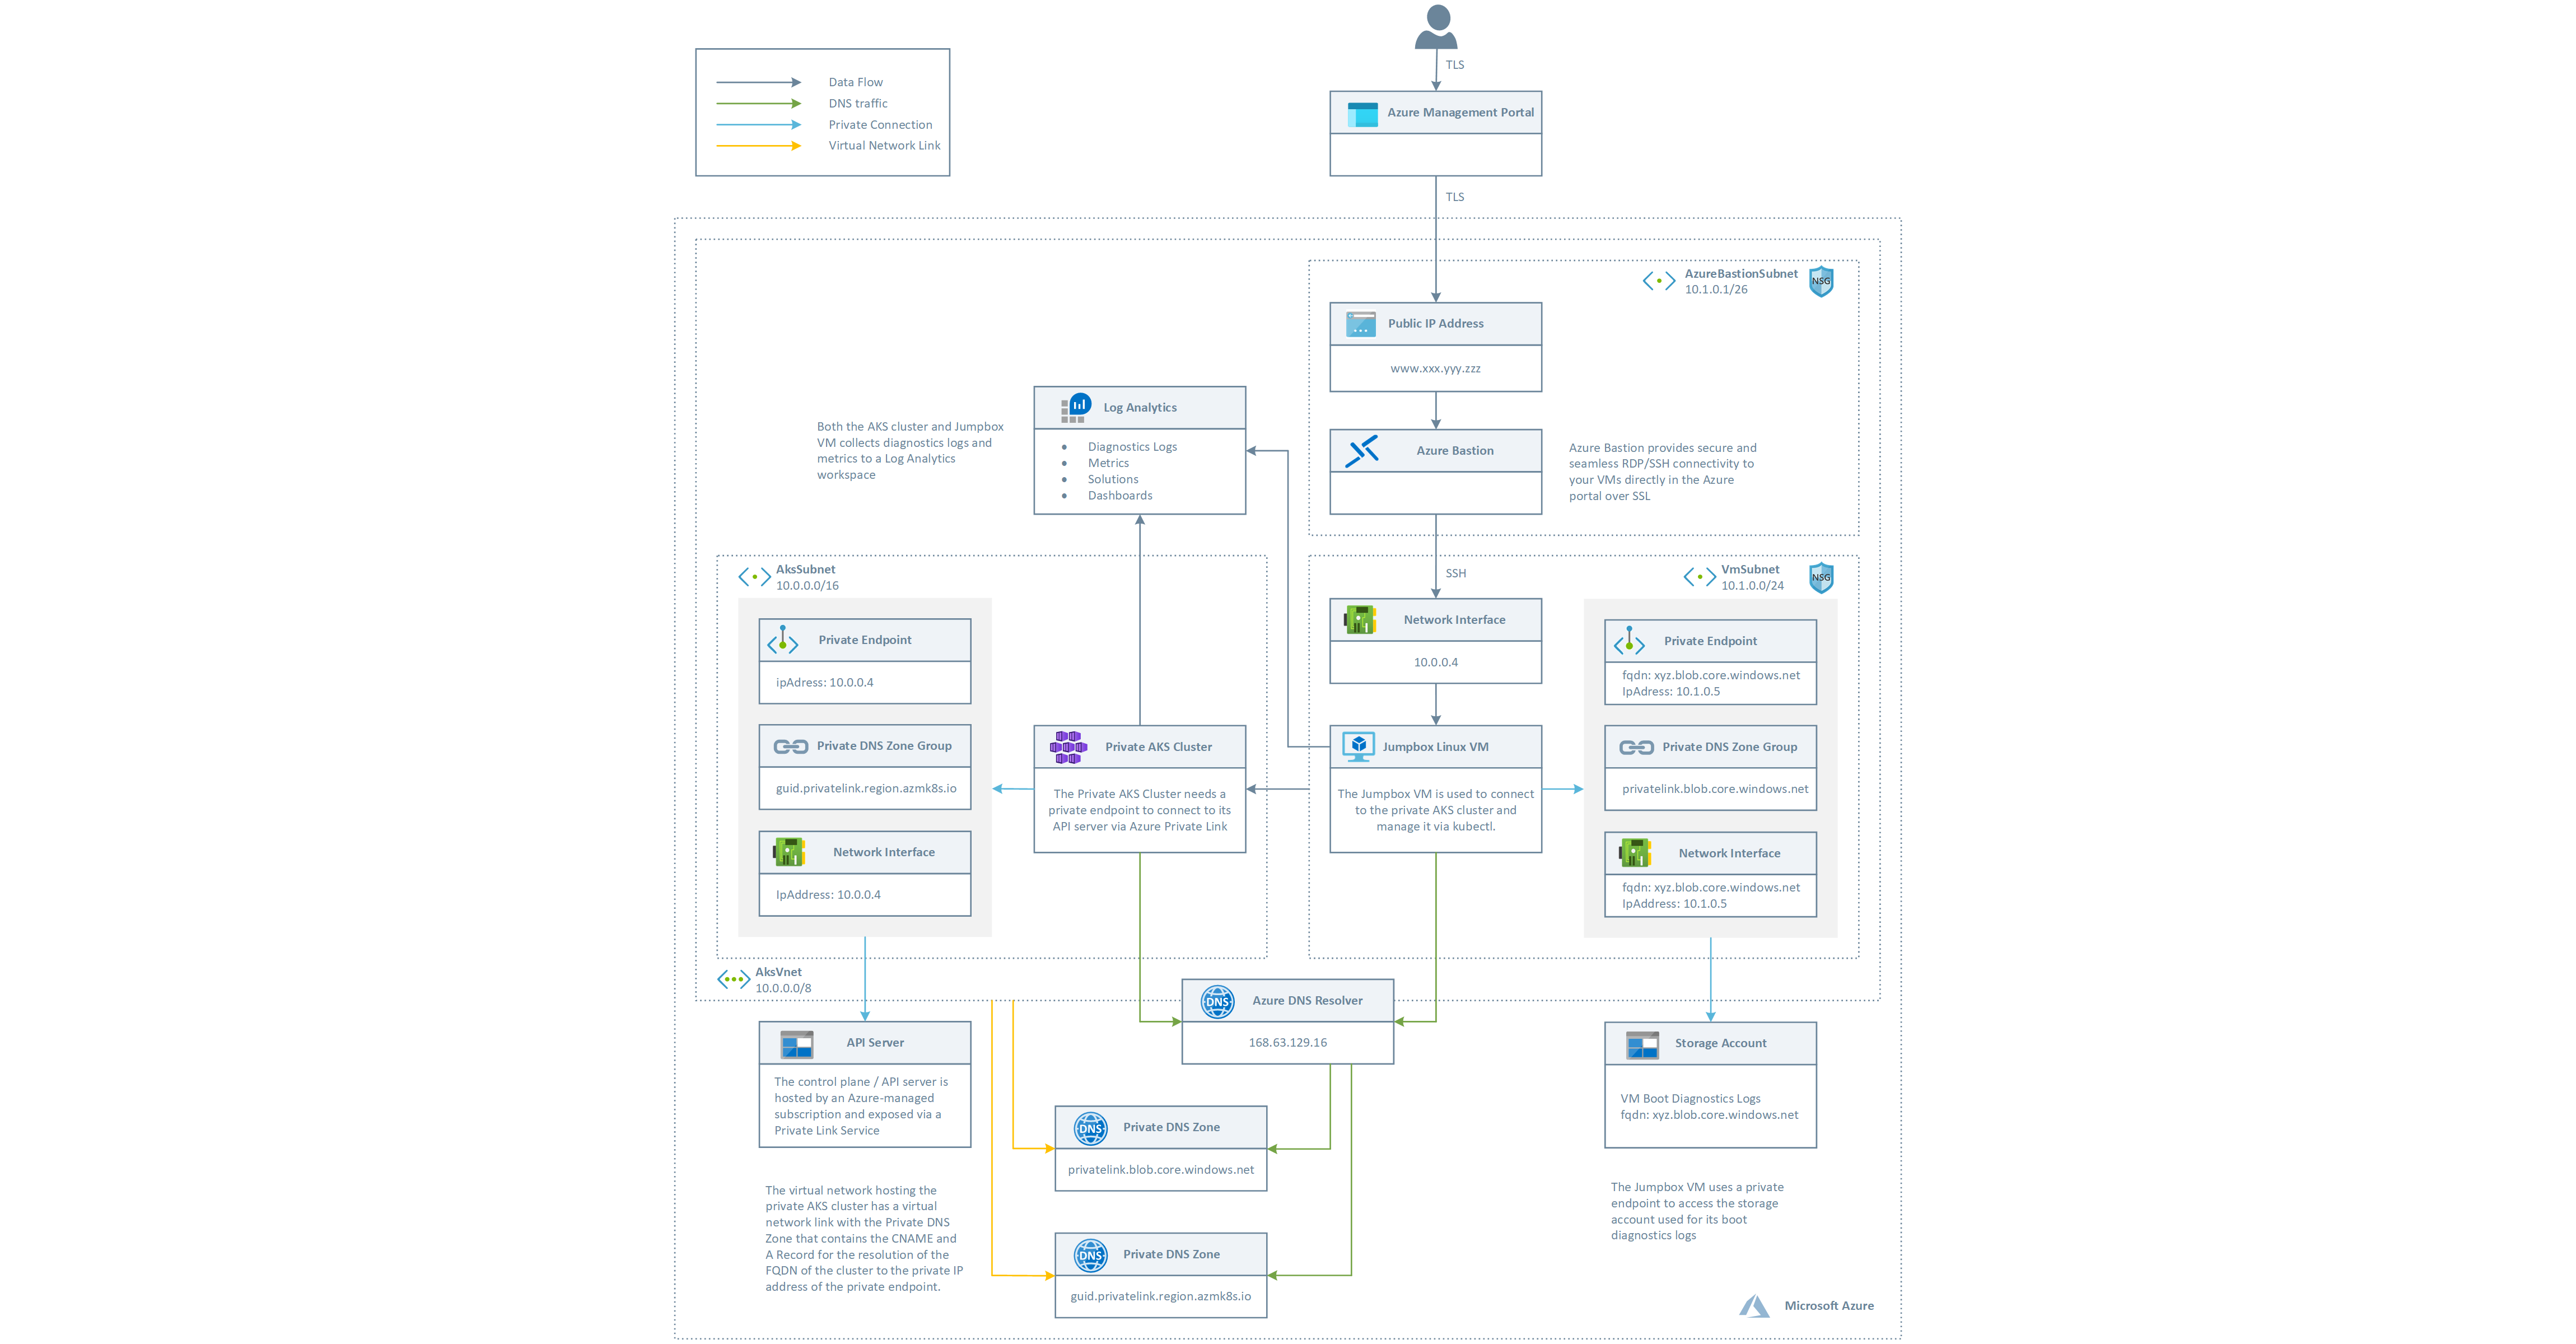 TLS
Data Flow
DNS traffic
Private Connection
Virtual Network Link
Azure Management Portal
TLS
AzureBastionSubnet
10.1.0.1/26
NSG
Public IP Address
www.xxx.yyy.zzz
Log Analytics
Diagnostics Logs
Metrics
Solutions
Dashboards
Both the AKS cluster and Jumpbox
VM collects diagnostics logs and
metrics to a Log Analytics
workspace
Azure Bastion
Azure Bastion provides secure and
seamless RDP/SSH connectivity to
your VMs directly in the Azure
portal over SSL
AksSubnet
10.0.0.0/16
SSH
VmSubnet
10.1.0.0/24
NSG
Private Endpoint
ipAdress: 10.0.0.4
Network Interface
10.0.0.4
Private Endpoint
fqdn: xyz.blob.core.windows.net
IpAdress: 10.1.0.5
Private DNS Zone Group
guid.privatelink.region.azmk8s.io
Private AKS Cluster
The Private AKS Cluster needs a
private endpoint to connect to its
API server via Azure Private Link
Jumpbox Linux VM
The Jumpbox VM is used to connect
to the private AKS cluster and
manage it via kubectl.
Private DNS Zone Group
privatelink.blob.core.windows.net
Network Interface
IpAddress: 10.0.0.4
Network Interface
fqdn: xyz.blob.core.windows.net
IpAddress: 10.1.0.5
AksVnet
10.0.0.0/8
DNS
Azure DNS Resolver
168.63.129.16
API Server
The control plane / API server is
hosted by an Azure-managed
subscription and exposed via a
Private Link Service
Storage Account
VM Boot Diagnostics Logs
fqdn: xyz.blob.core.windows.net
DNS
Private DNS Zone
privatelink.blob.core.windows.net
The virtual network hosting the
private AKS cluster has a virtual
network link with the Private DNS
Zone that contains the CNAME and
A Record for the resolution of the
FQDN of the cluster to the private IP
address of the private endpoint.
The Jumpbox VM uses a private
endpoint to access the storage
account used for its boot
diagnostics logs
DNS
Private DNS Zone
guid.privatelink.region.azmk8s.io
Microsoft Azure